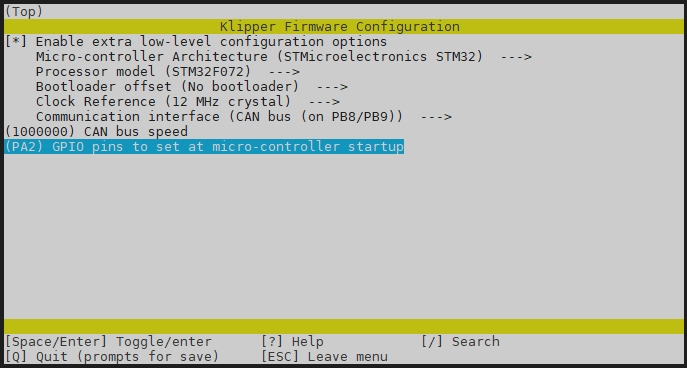 (Top)
Klipper Firmware Configuration
[*] Enable extra low-level configuration options
Micro-controller Architecture (STMicroelectronics STM32)  --->
Processor model (STM32F072)  --->
Bootloader offset (No bootloader)  --->
Clock Reference (12 MHz crystal)  --->
Communication interface (CAN bus (on PB8/PB9))  --->
(1000000) CAN bus speed
(PA2) GPIO pins to set at micro-controller startup
[Space/Enter] Toggle/enter [?] Help [/] Search
[Q] Quit (prompts for save) [ESC] Leave menu